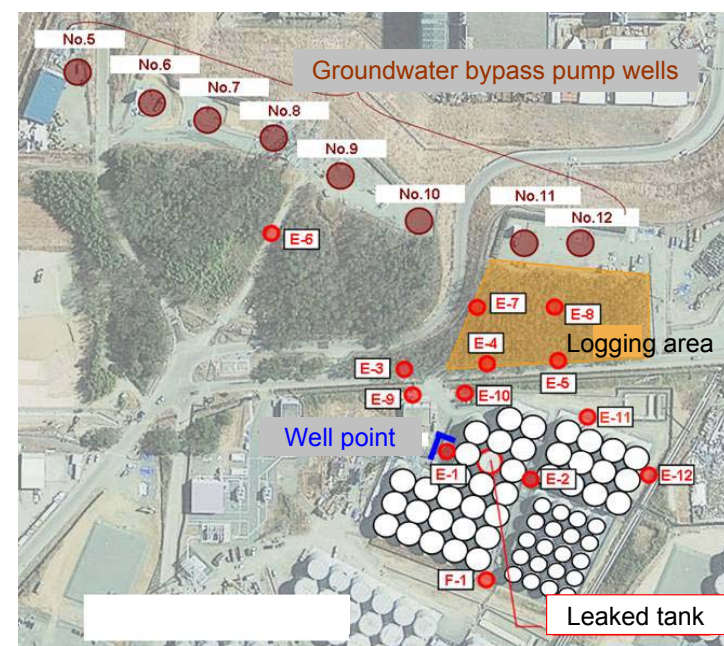 No.5
No.6
No.7
No.8
No.9
No.10
No.11
No.12
Groundwater bypass pump wells
E-6
E-7
E-8
Logging area
E-4
E-5
E-3
E-9
E-10
E-11
Well point
E-1
E-2
E-12
F-1
Leaked tank